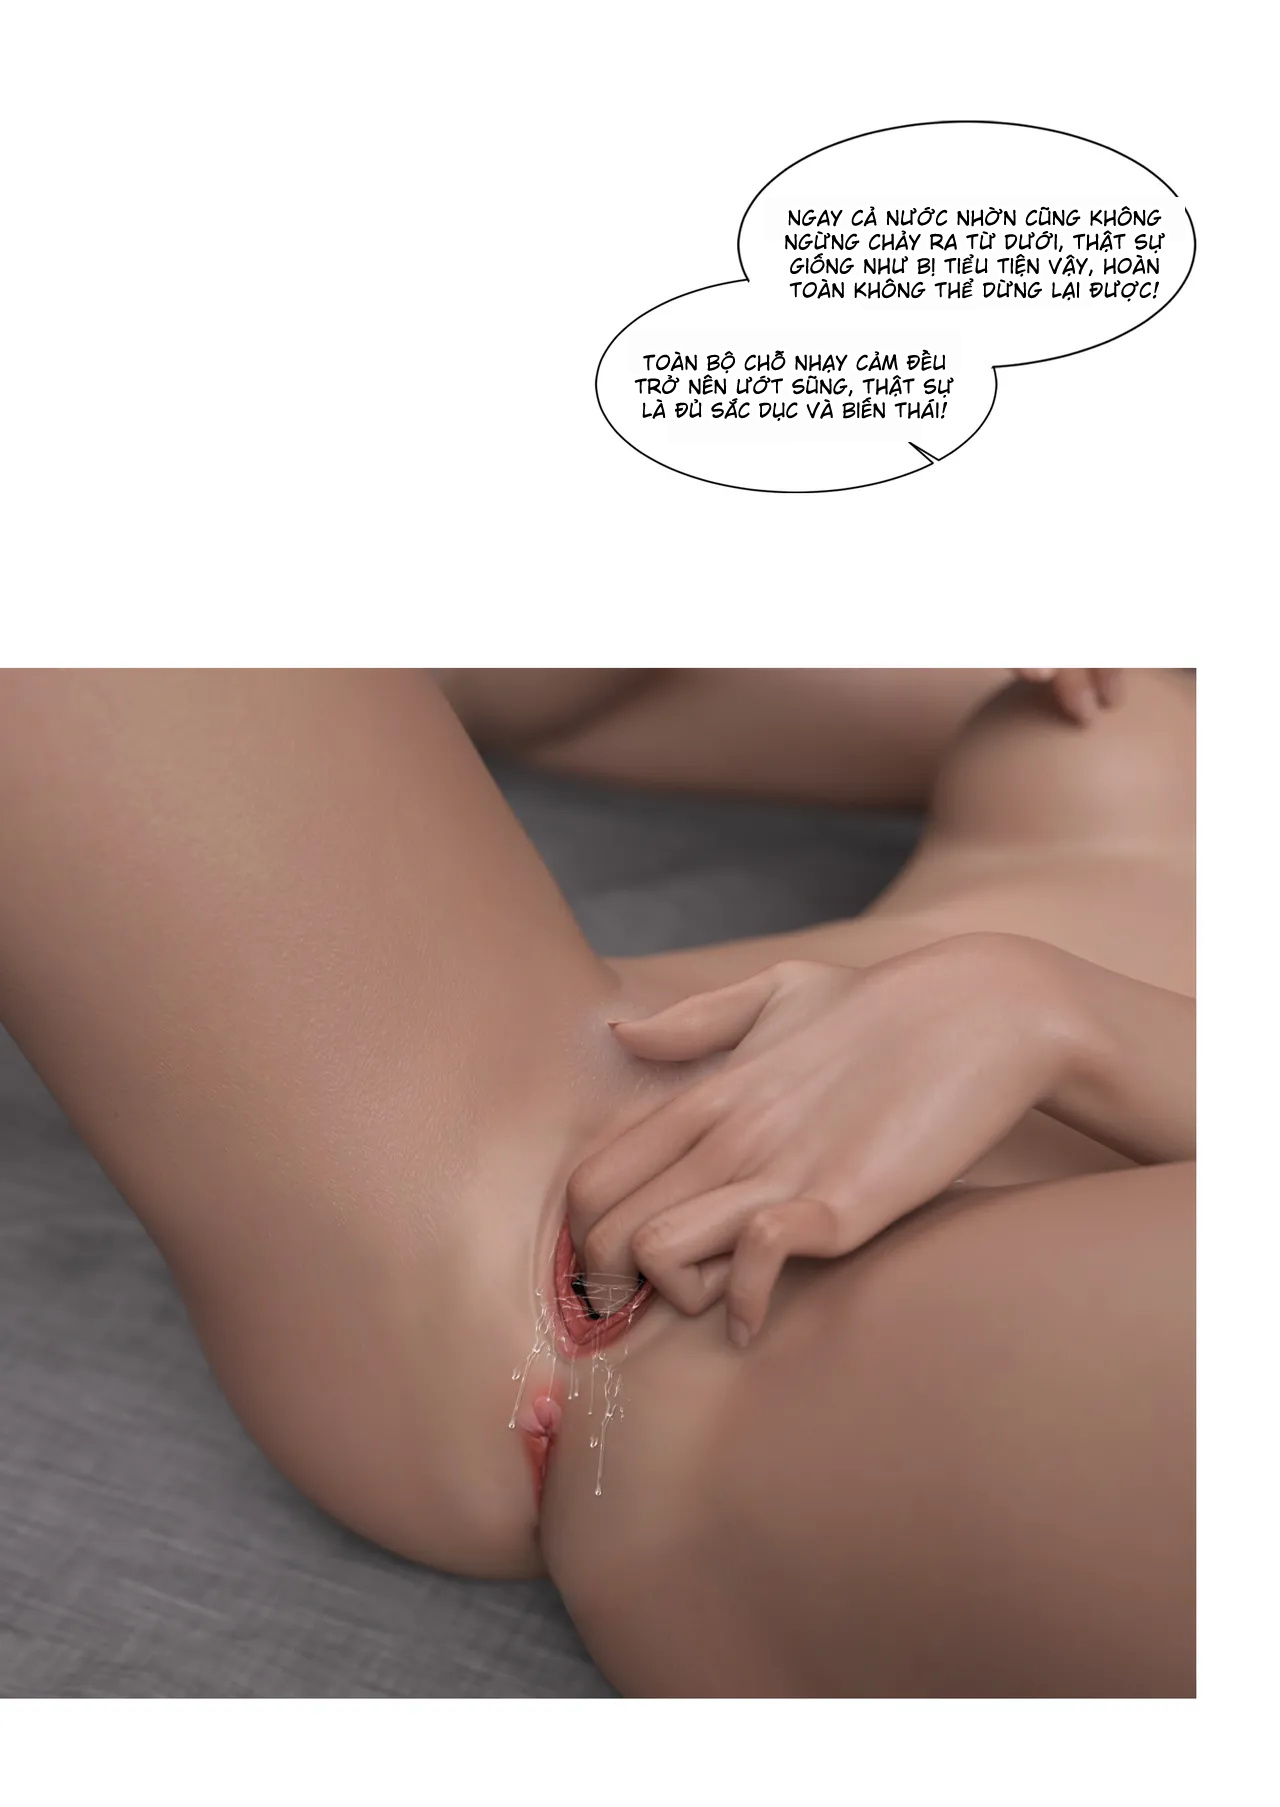 NGAY CẢ NƯỚC NHỜN CŨNG KHÔNG
NGỪNG CHẢY RA TỪ DƯỚI, THẬT SỰ
GIỐNG NHƯ BỊ TIỂU TIỆN VẬY, HOÀN
TOÀN KHÔNG THỂ DỪNG LẠI ĐƯỢC!
TOÀN BỘ CHỖ NHẠY CẢM ĐỀU
TRỞ NÊN ƯỚT SŨNG, THẬT SỰ
LÀ ĐỦ SẮC DỤC VÀ BIẾN THÁI!